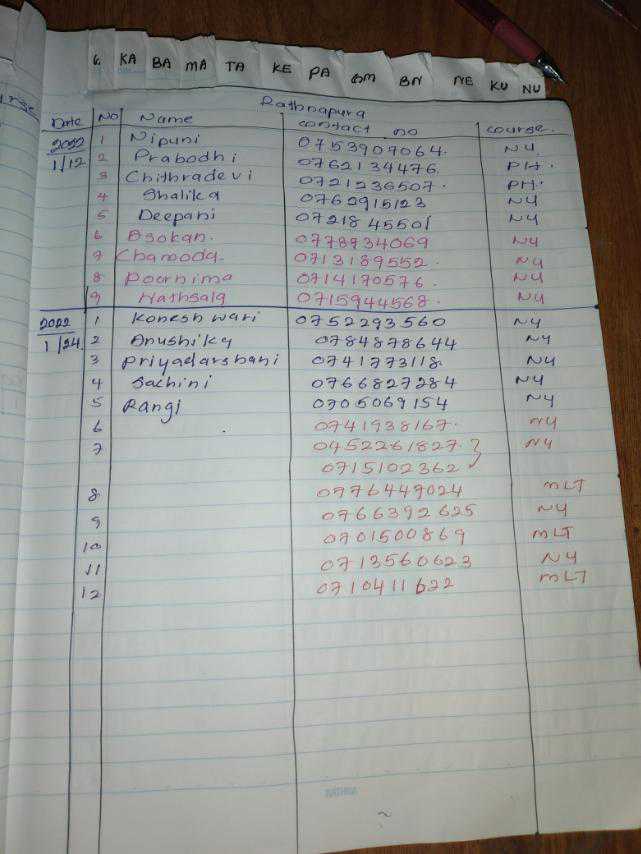 G. KA BA MA TA KE PA GM BN NE KU NU
Rathnapura
Date No Name contact no course.
2022 1 Nipuni 0753907064. NU
1/12 2 Prabodhi 0762134476. PH.
3 Chithradevi 0721236507. PH.
4 Shalika 0760915123 NU
5 Deepani 0721845501 NU
6 Asokan. 0778934069 NU
7 Chamooda. 0713189552. NU
8 Poornima 0714170576. NU
9 Hathsala 0715944568. NU
2022 1 Konesh wari 0752293560 NU
1/24 2 Anushika 0784878644 NU
3 Priyadarshani 0741773118 NU
4 Sachini 0766827284 NU
5 Rangi 0705069154 NU
6 0741938167. NU
7 0452261827. NU
0715102362
8 0776449024 MLT
9 0766392625 NU
10 0701500869 MLT
11 0713560623 NU
12 0710411622 MLT